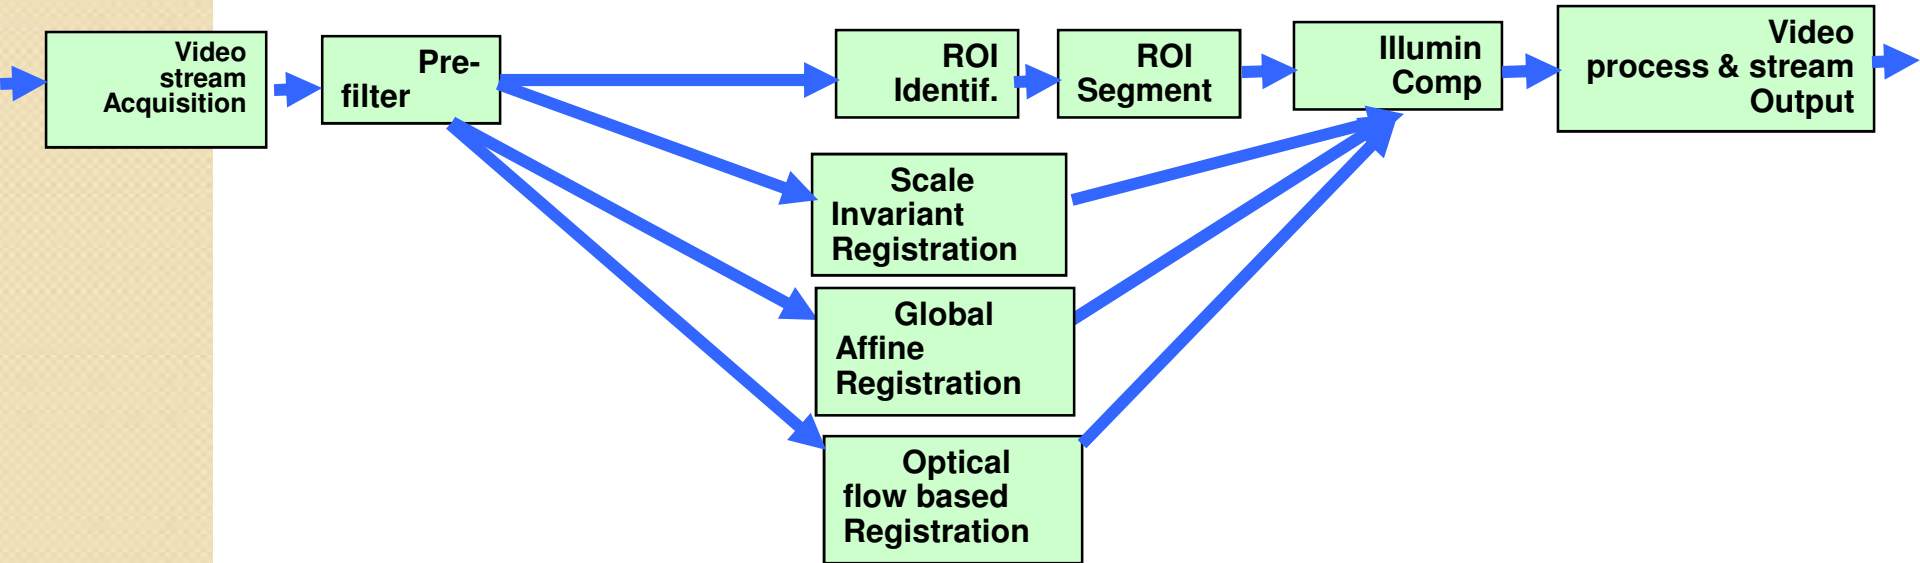 Video
stream
Acquisition
Pre-
filter
ROI
Identif.
ROI
Segment
Illumin
Comp
Video
process & stream
Output
Scale
Invariant
Registration
Global
Affine
Registration
Optical
flow based
Registration